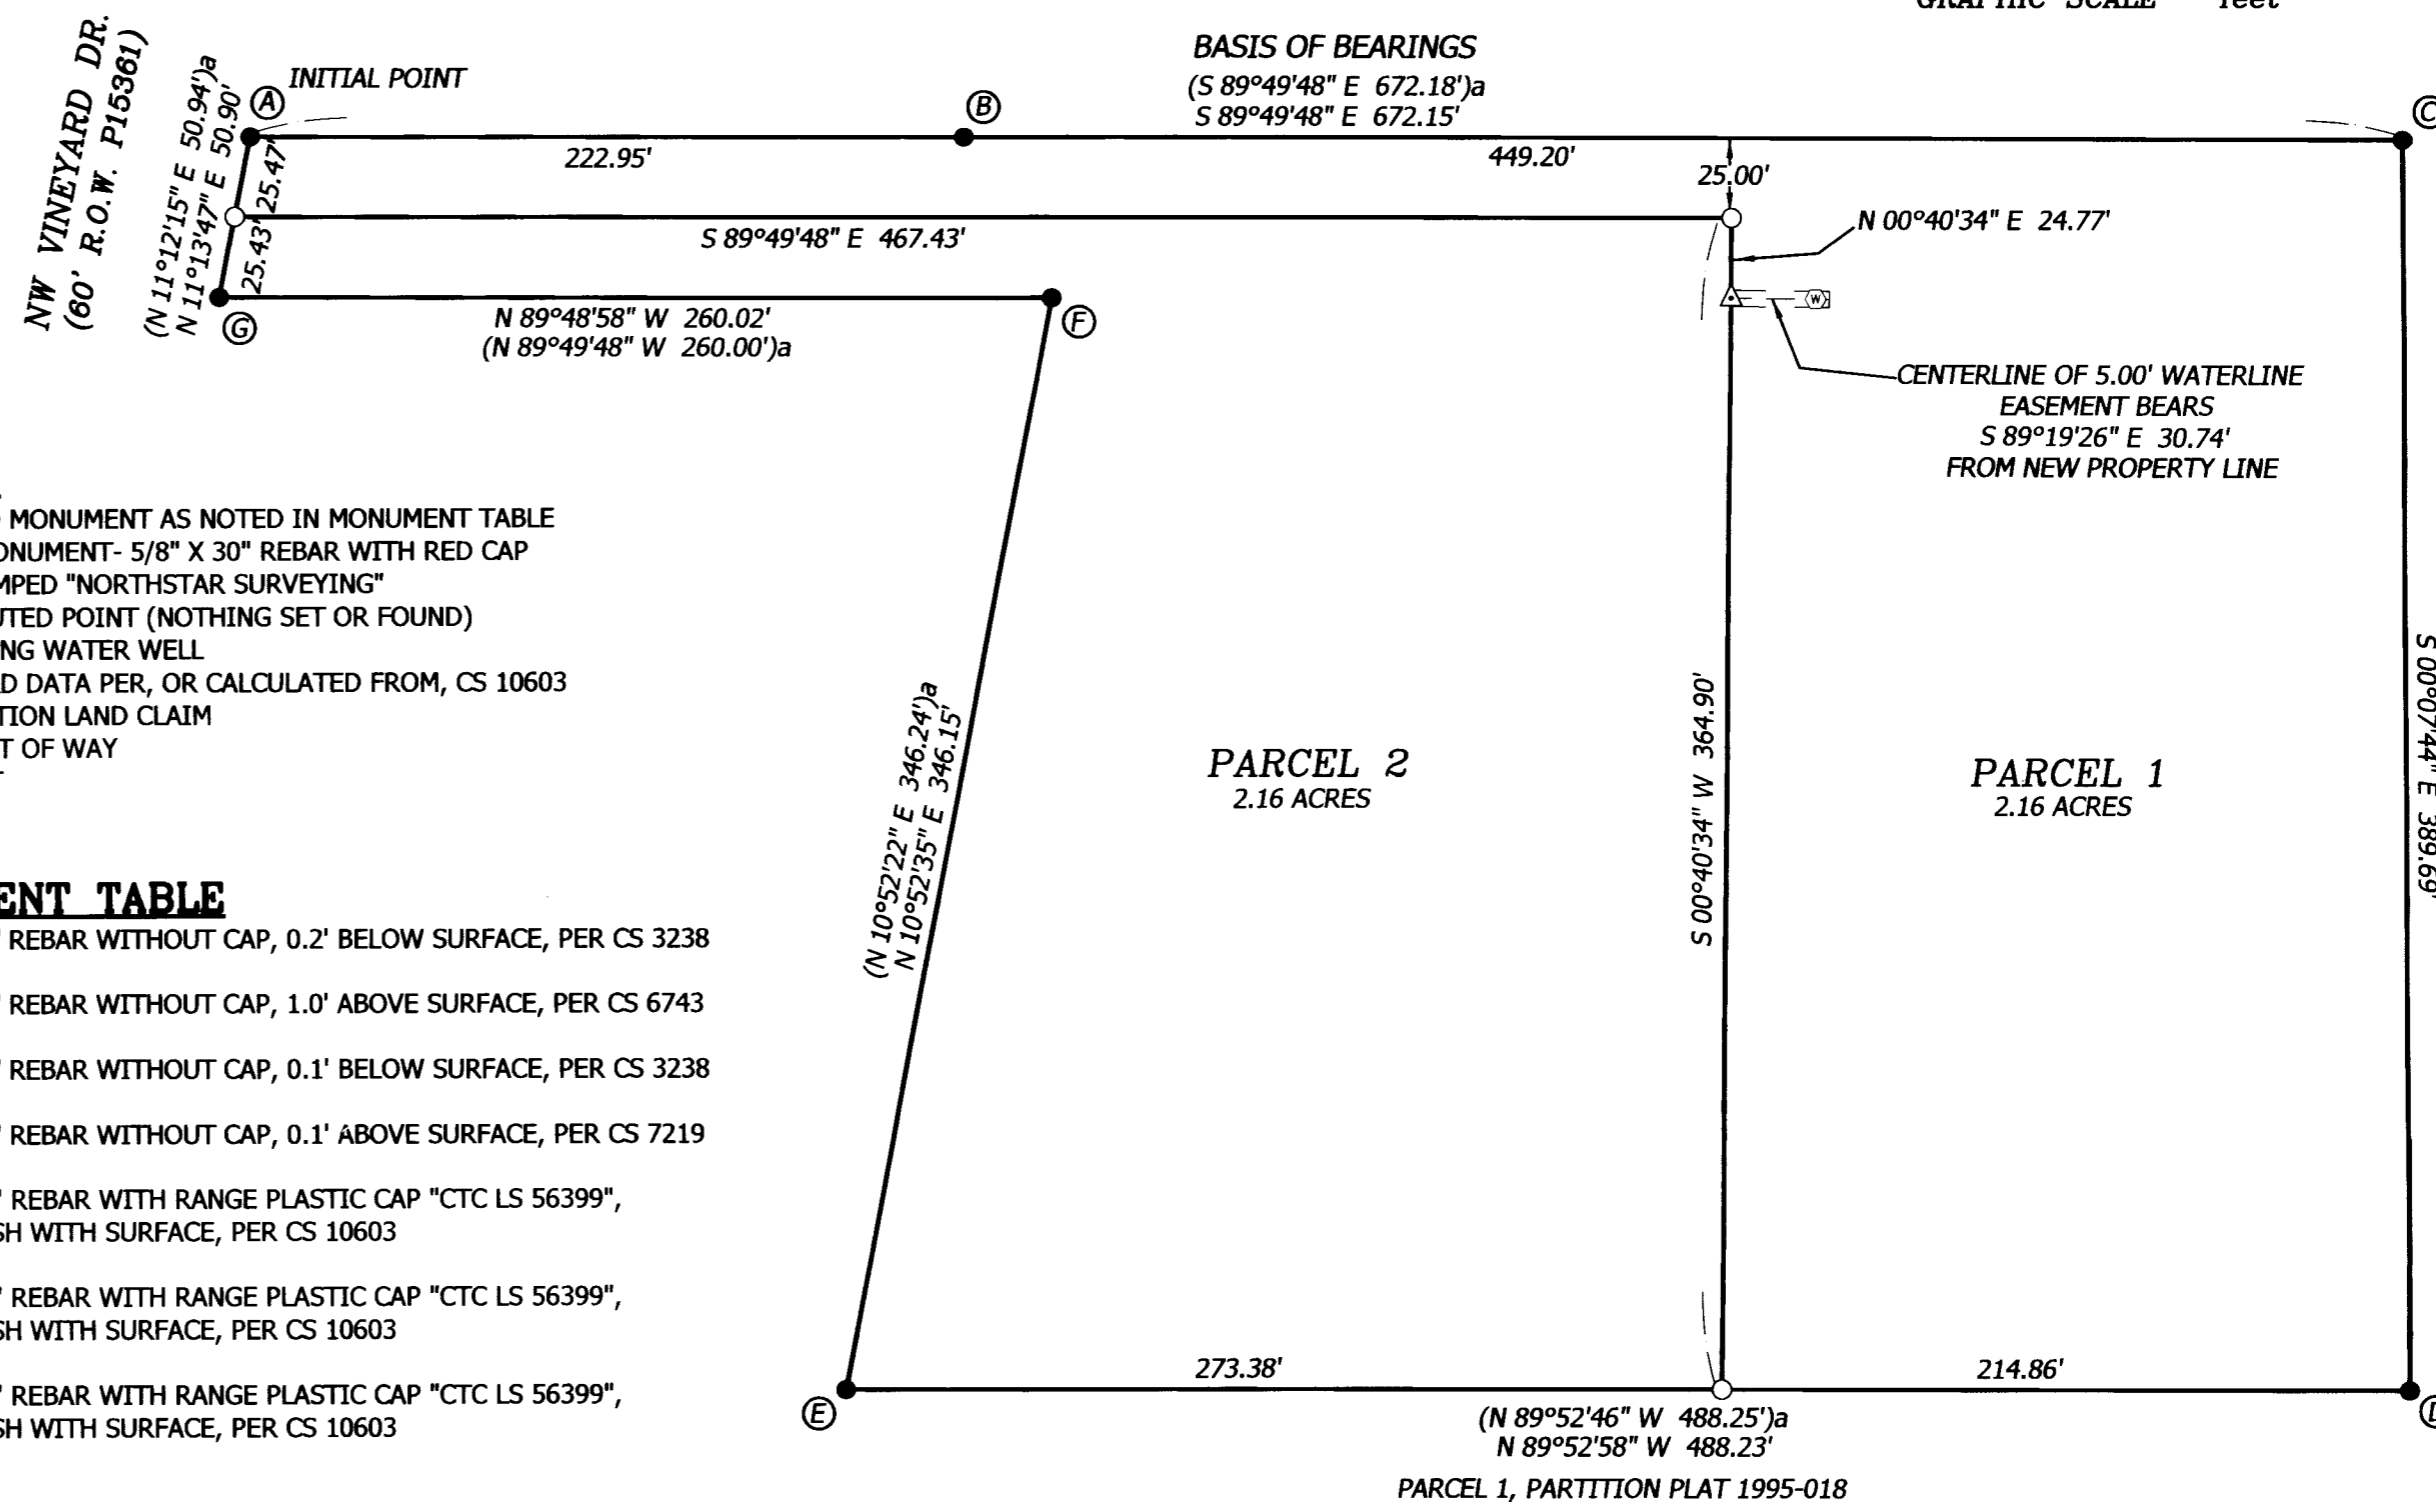 GRAPHIC SCALE feet
NW VINEYARD DR.
(60' R.O.W. P15361)
(N 11°12'15" E 50.94')a
N 11°13'47" E 50.90'
25.47'
25.43'
A
INITIAL POINT
B
BASIS OF BEARINGS
(S 89°49'48" E 672.18')a
S 89°49'48" E 672.15'
C
222.95'
449.20'
25.00'
S 89°49'48" E 467.43'
N 00°40'34" E 24.77'
W
G
N 89°48'58" W 260.02'
(N 89°49'48" W 260.00')a
F
CENTERLINE OF 5.00' WATERLINE
EASEMENT BEARS
S 89°19'26" E 30.74'
FROM NEW PROPERTY LINE
MONUMENT AS NOTED IN MONUMENT TABLE
ONUMENT- 5/8" X 30" REBAR WITH RED CAP
MPED "NORTHSTAR SURVEYING"
UTED POINT (NOTHING SET OR FOUND)
NG WATER WELL
D DATA PER, OR CALCULATED FROM, CS 10603
TION LAND CLAIM
T OF WAY
(N 10°52'22" E 346.24')a
N 10°52'35" E 346.15'
PARCEL 2
2.16 ACRES
S 00°40'34" W 364.90'
PARCEL 1
2.16 ACRES
S 00°07'44" E 389.69'
ENT TABLE
" REBAR WITHOUT CAP, 0.2' BELOW SURFACE, PER CS 3238
" REBAR WITHOUT CAP, 1.0' ABOVE SURFACE, PER CS 6743
" REBAR WITHOUT CAP, 0.1' BELOW SURFACE, PER CS 3238
" REBAR WITHOUT CAP, 0.1' ABOVE SURFACE, PER CS 7219
" REBAR WITH RANGE PLASTIC CAP "CTC LS 56399",
SH WITH SURFACE, PER CS 10603
" REBAR WITH RANGE PLASTIC CAP "CTC LS 56399",
SH WITH SURFACE, PER CS 10603
" REBAR WITH RANGE PLASTIC CAP "CTC LS 56399",
SH WITH SURFACE, PER CS 10603
E
273.38'
214.86'
D
(N 89°52'46" W 488.25')a
N 89°52'58" W 488.23'
PARCEL 1, PARTITION PLAT 1995-018